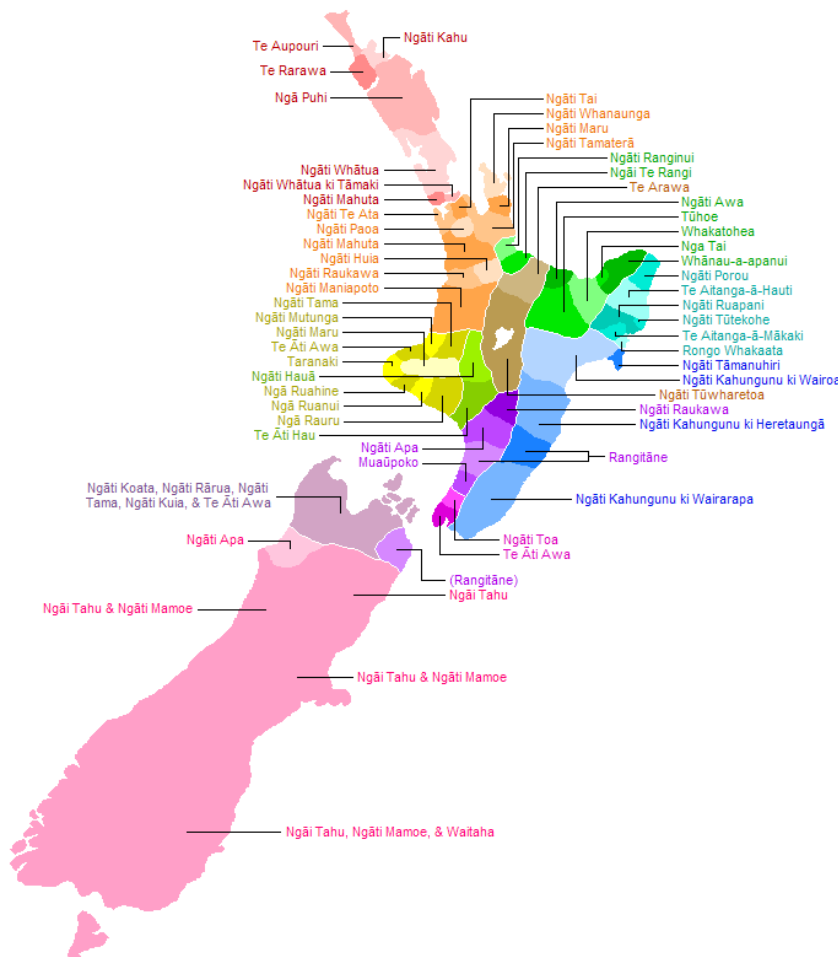 Ngāti Kahu
Te Aupouri
Te Rarawa
Ngā Puhi
Ngāti Tai
Ngāti Whanaunga
Ngāti Maru
Ngāti Tamaterā
Ngāti Ranginui
Ngāi Te Rangi
Te Arawa
Ngāti Whātua
Ngāti Whātua ki Tāmaki
Ngāti Mahuta
Ngāti Te Ata
Ngāti Paoa
Ngāti Mahuta
Ngāti Huia
Ngāti Raukawa
Ngāti Maniapoto
Ngāti Tama
Ngāti Mutunga
Ngāti Maru
Te Āti Awa
Taranaki
Ngāti Hauā
Ngā Ruahine
Ngā Ruanui
Ngā Rauru
Te Āti Hau
Ngāti Awa
Tūhoe
Whakatohea
Nga Tai
Whānau-a-apanui
Ngāti Porou
Te Aitanga-ā-Hauti
Ngāti Ruapani
Ngāti Tūtekohe
Te Aitanga-ā-Mākaki
Rongo Whakaata
Ngāti Tāmanuhiri
Ngāti Kahungunu ki Wairoa
Ngāti Tūwharetoa
Ngāti Raukawa
Ngāti Kahungunu ki Heretaungā
Ngāti Apa
Muaūpoko
Rangitāne
Ngāti Kahungunu ki Wairarapa
Ngāti Toa
Te Āti Awa
Ngāti Koata, Ngāti Rārua, Ngāti
Tama, Ngāti Kuia, & Te Āti Awa
Ngāti Apa
(Rangitāne)
Ngāi Tahu
Ngāi Tahu & Ngāti Mamoe
Ngāi Tahu & Ngāti Mamoe
Ngāi Tahu, Ngāti Mamoe, & Waitaha